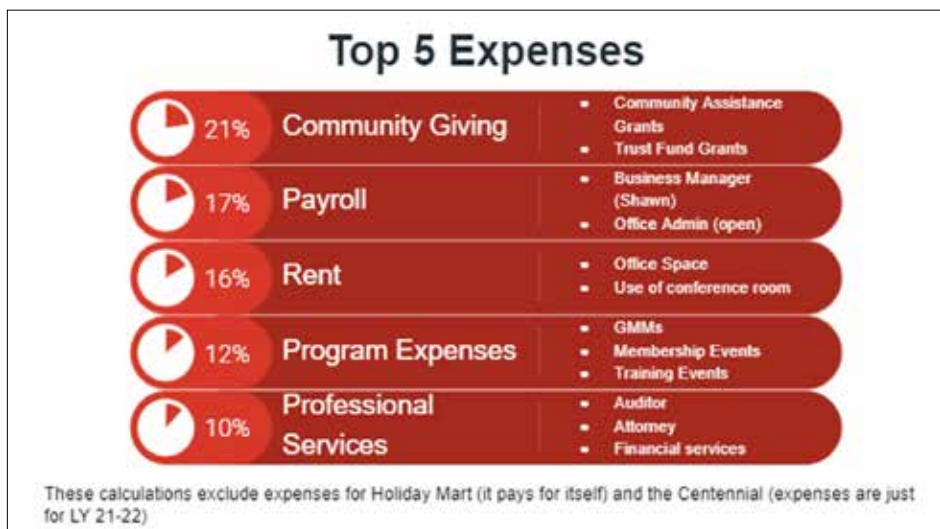 Top 5 Expenses
21%
Community Giving
• Community Assistance
Grants
• Trust Fund Grants
17%
Payroll
• Business Manager
(Shawn)
• Office Admin (open)
16%
Rent
• Office Space
• Use of conference room
12%
Program Expenses
• GMMs
• Membership Events
• Training Events
10%
Professional
Services
• Auditor
• Attorney
• Financial services
These calculations exclude expenses for Holiday Mart (it pays for itself) and the Centennial (expenses are just
for LY 21-22)